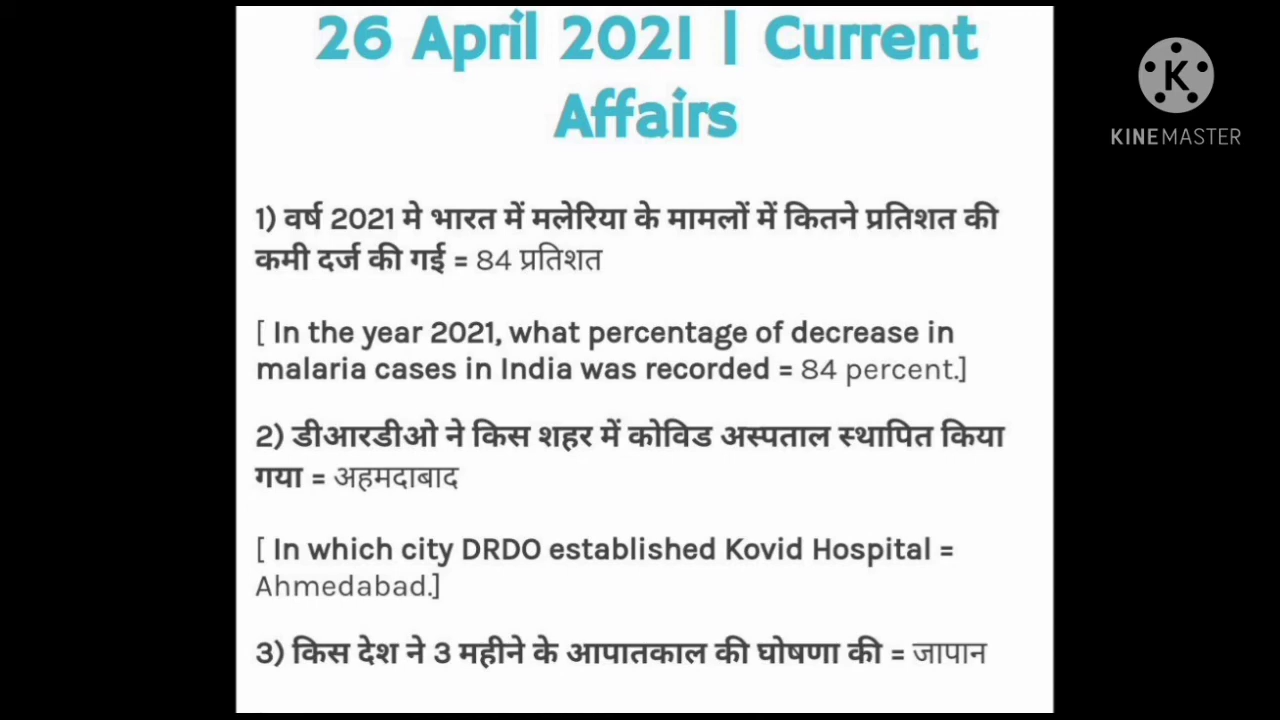 26 April 2021 | Current
Affairs
KINEMASTER
1) वर्ष 2021 मे भारत में मलेरिया के मामलों में कितने प्रतिशत की
कमी दर्ज की गई = 84 प्रतिशत
[ In the year 2021, what percentage of decrease in
malaria cases in India was recorded = 84 percent.]
2) डीआरडीओ ने किस शहर में कोविड अस्पताल स्थापित किया
गया = अहमदाबाद
[ In which city DRDO established Kovid Hospital =
Ahmedabad.]
3) किस देश ने 3 महीने के आपातकाल की घोषणा की = जापान